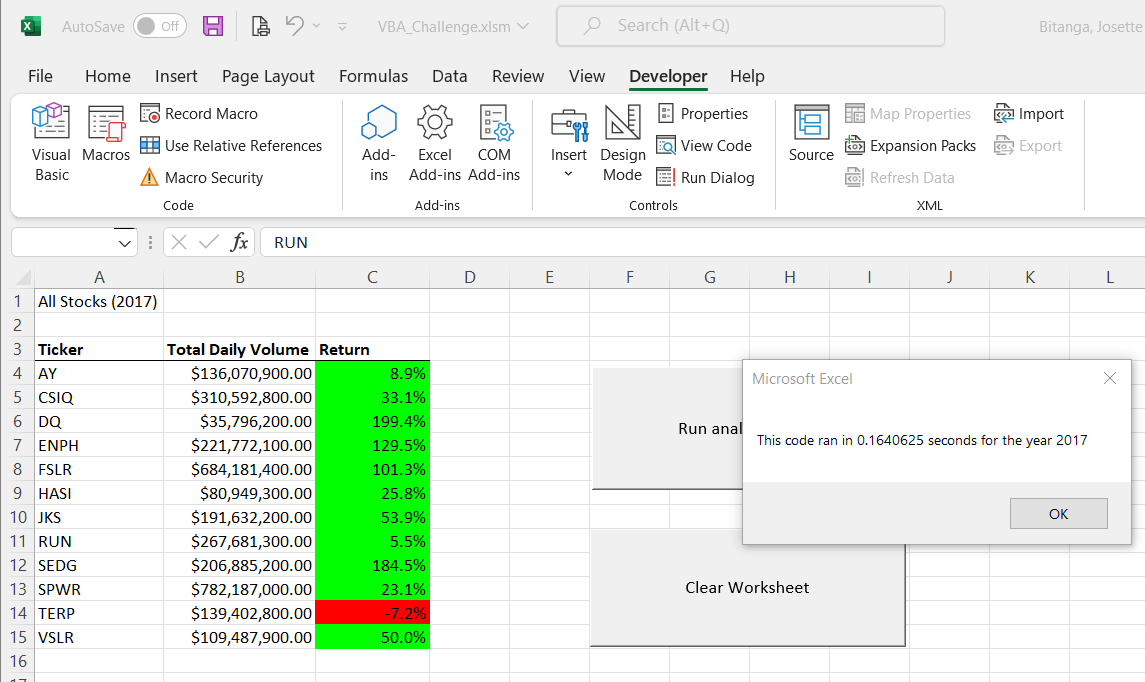 AutoSave Off VBA_Challenge.xlsm Search (Alt+Q) Bitanga, Josette
File Home Insert Page Layout Formulas Data Review View Developer Help
Visual Basic
Macros
Record Macro
Use Relative References
Macro Security
Code
Add-ins
Excel Add-ins
COM Add-ins
Add-ins
Insert
Design Mode
Properties
View Code
Run Dialog
Controls
Source
Map Properties
Expansion Packs
Refresh Data
Import
Export
XML
fx RUN
A B C D E F G H I J K L
1 All Stocks (2017)
2
3 Ticker Total Daily Volume Return
4 AY $136,070,900.00 8.9%
5 CSIQ $310,592,800.00 33.1%
6 DQ $35,796,200.00 199.4%
7 ENPH $221,772,100.00 129.5%
8 FSLR $684,181,400.00 101.3%
9 HASI $80,949,300.00 25.8%
10 JKS $191,632,200.00 53.9%
11 RUN $267,681,300.00 5.5%
12 SEDG $206,885,200.00 184.5%
13 SPWR $782,187,000.00 23.1%
14 TERP $139,402,800.00 -7.2%
15 VSLR $109,487,900.00 50.0%
16
Run anal
Microsoft Excel
This code ran in 0.1640625 seconds for the year 2017
OK
Clear Worksheet